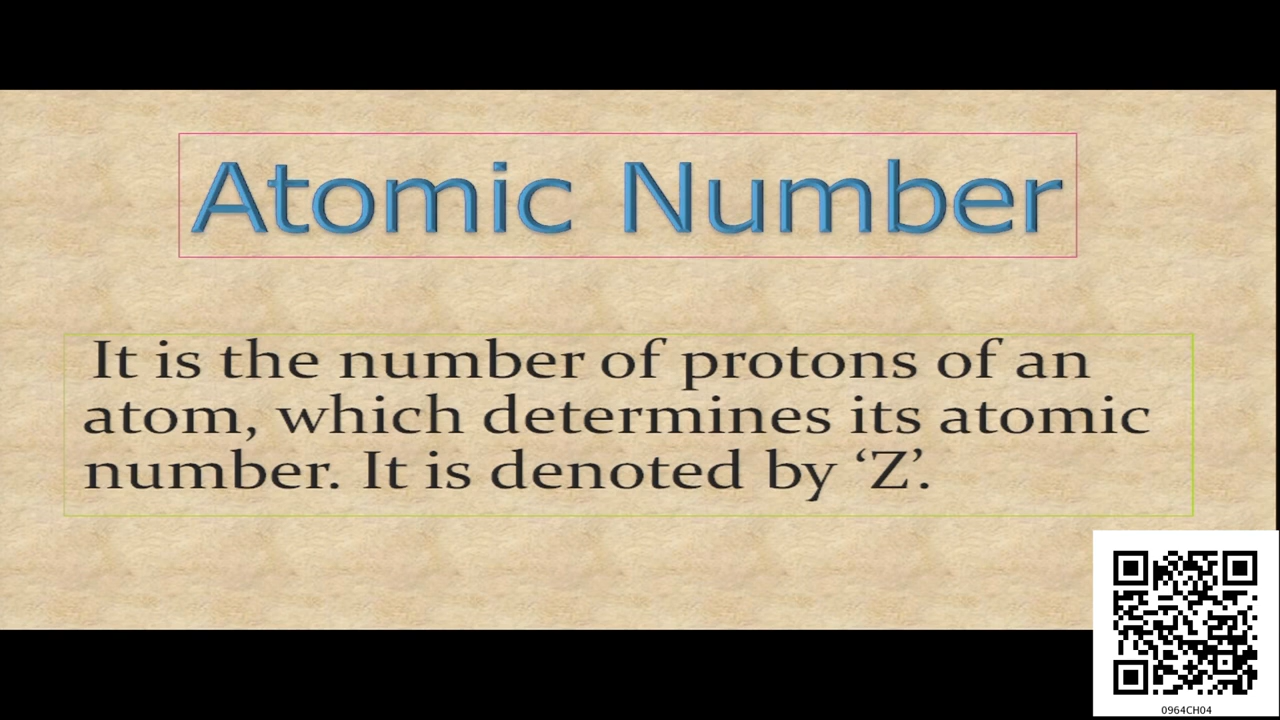 Atomic Number
It is the number of protons of an
atom, which determines its atomic
number. It is denoted by ‘Z’.
0964CH04